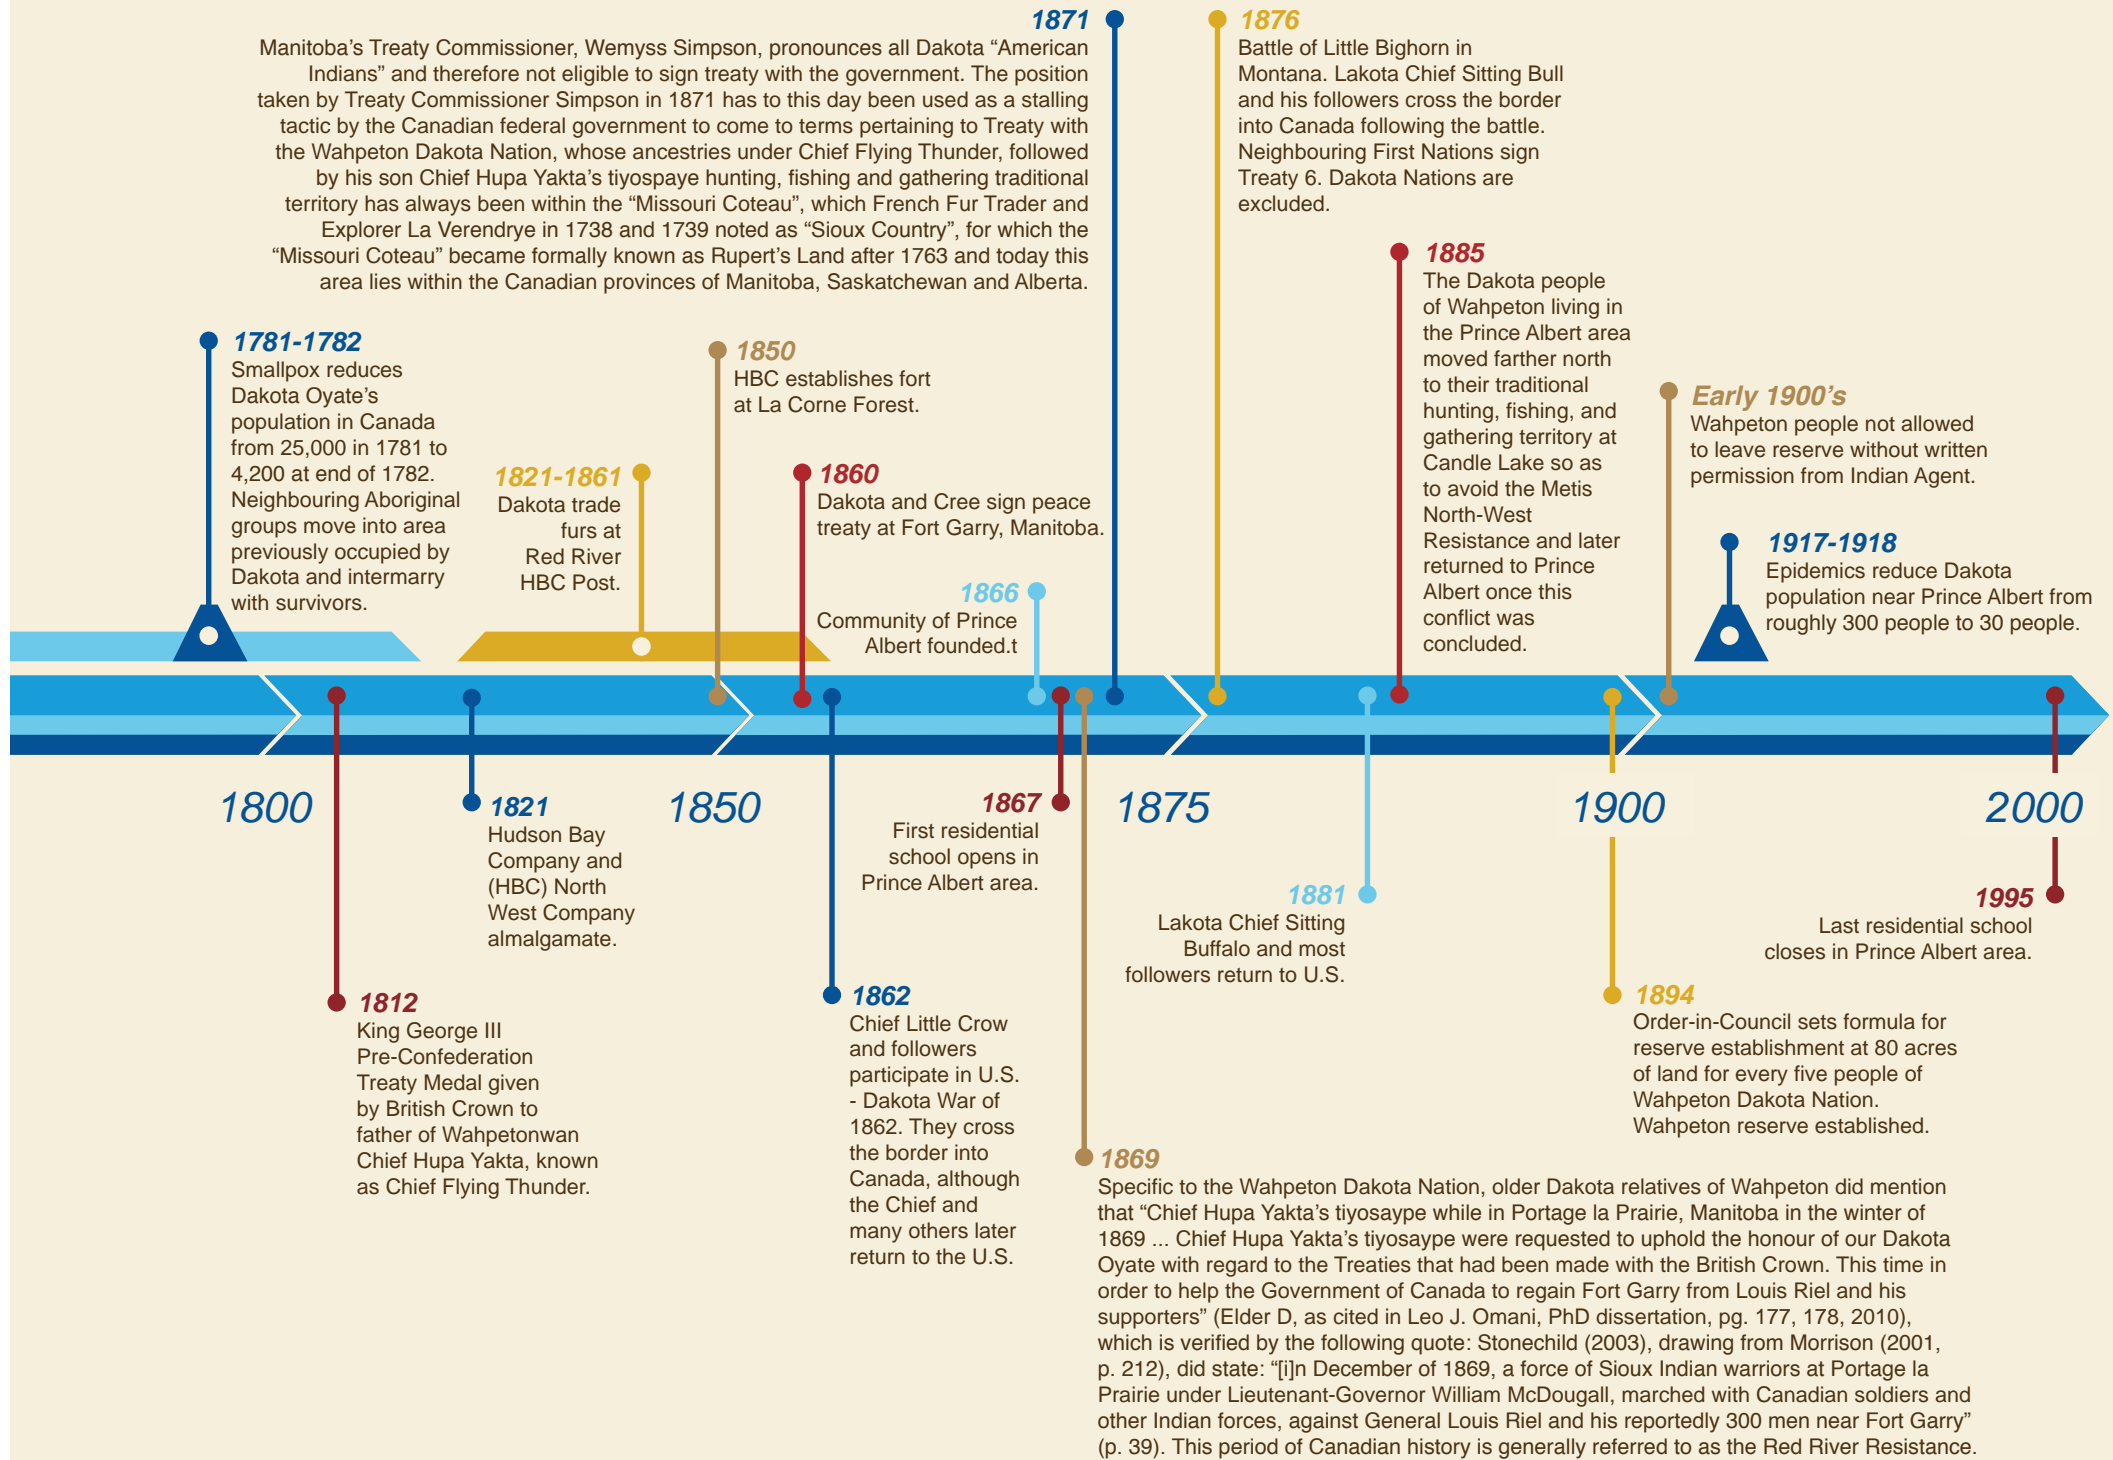 1871
Manitoba’s Treaty Commissioner, Wemyss Simpson, pronounces all Dakota “American
Indians” and therefore not eligible to sign treaty with the government. The position
taken by Treaty Commissioner Simpson in 1871 has to this day been used as a stalling
tactic by the Canadian federal government to come to terms pertaining to Treaty with
the Wahpeton Dakota Nation, whose ancestries under Chief Flying Thunder, followed
by his son Chief Hupa Yakta’s tiyospaye hunting, fishing and gathering traditional
territory has always been within the “Missouri Coteau”, which French Fur Trader and
Explorer La Verendrye in 1738 and 1739 noted as “Sioux Country”, for which the
“Missouri Coteau” became formally known as Rupert’s Land after 1763 and today this
area lies within the Canadian provinces of Manitoba, Saskatchewan and Alberta.
1876
Battle of Little Bighorn in
Montana. Lakota Chief Sitting Bull
and his followers cross the border
into Canada following the battle.
Neighbouring First Nations sign
Treaty 6. Dakota Nations are
excluded.
1781-1782
Smallpox reduces
Dakota Oyate’s
population in Canada
from 25,000 in 1781 to
4,200 at end of 1782.
Neighbouring Aboriginal
groups move into area
previously occupied by
Dakota and intermarry
with survivors.
1821-1861
Dakota trade
furs at
Red River
HBC Post.
1850
HBC establishes fort
at La Corne Forest.
1860
Dakota and Cree sign peace
treaty at Fort Garry, Manitoba.
1866
Community of Prince
Albert founded.t
1885
The Dakota people
of Wahpeton living in
the Prince Albert area
moved farther north
to their traditional
hunting, fishing, and
gathering territory at
Candle Lake so as
to avoid the Metis
North-West
Resistance and later
returned to Prince
Albert once this
conflict was
concluded.
Early 1900’s
Wahpeton people not allowed
to leave reserve without written
permission from Indian Agent.
1917-1918
Epidemics reduce Dakota
population near Prince Albert from
roughly 300 people to 30 people.
1800
1850
1875
1900
2000
1812
King George III
Pre-Confederation
Treaty Medal given
by British Crown to
father of Wahpetonwan
Chief Hupa Yakta, known
as Chief Flying Thunder.
1821
Hudson Bay
Company and
(HBC) North
West Company
almalgamate.
1862
Chief Little Crow
and followers
participate in U.S.
- Dakota War of
1862. They cross
the border into
Canada, although
the Chief and
many others later
return to the U.S.
1867
First residential
school opens in
Prince Albert area.
1869
Specific to the Wahpeton Dakota Nation, older Dakota relatives of Wahpeton did mention
that “Chief Hupa Yakta’s tiyosaype while in Portage la Prairie, Manitoba in the winter of
1869 ... Chief Hupa Yakta’s tiyosaype were requested to uphold the honour of our Dakota
Oyate with regard to the Treaties that had been made with the British Crown. This time in
order to help the Government of Canada to regain Fort Garry from Louis Riel and his
supporters” (Elder D, as cited in Leo J. Omani, PhD dissertation, pg. 177, 178, 2010),
which is verified by the following quote: Stonechild (2003), drawing from Morrison (2001,
p. 212), did state: “[i]n December of 1869, a force of Sioux Indian warriors at Portage la
Prairie under Lieutenant-Governor William McDougall, marched with Canadian soldiers and
other Indian forces, against General Louis Riel and his reportedly 300 men near Fort Garry”
(p. 39). This period of Canadian history is generally referred to as the Red River Resistance.
1881
Lakota Chief Sitting
Buffalo and most
followers return to U.S.
1894
Order-in-Council sets formula for
reserve establishment at 80 acres
of land for every five people of
Wahpeton Dakota Nation.
Wahpeton reserve established.
1995
Last residential school
closes in Prince Albert area.